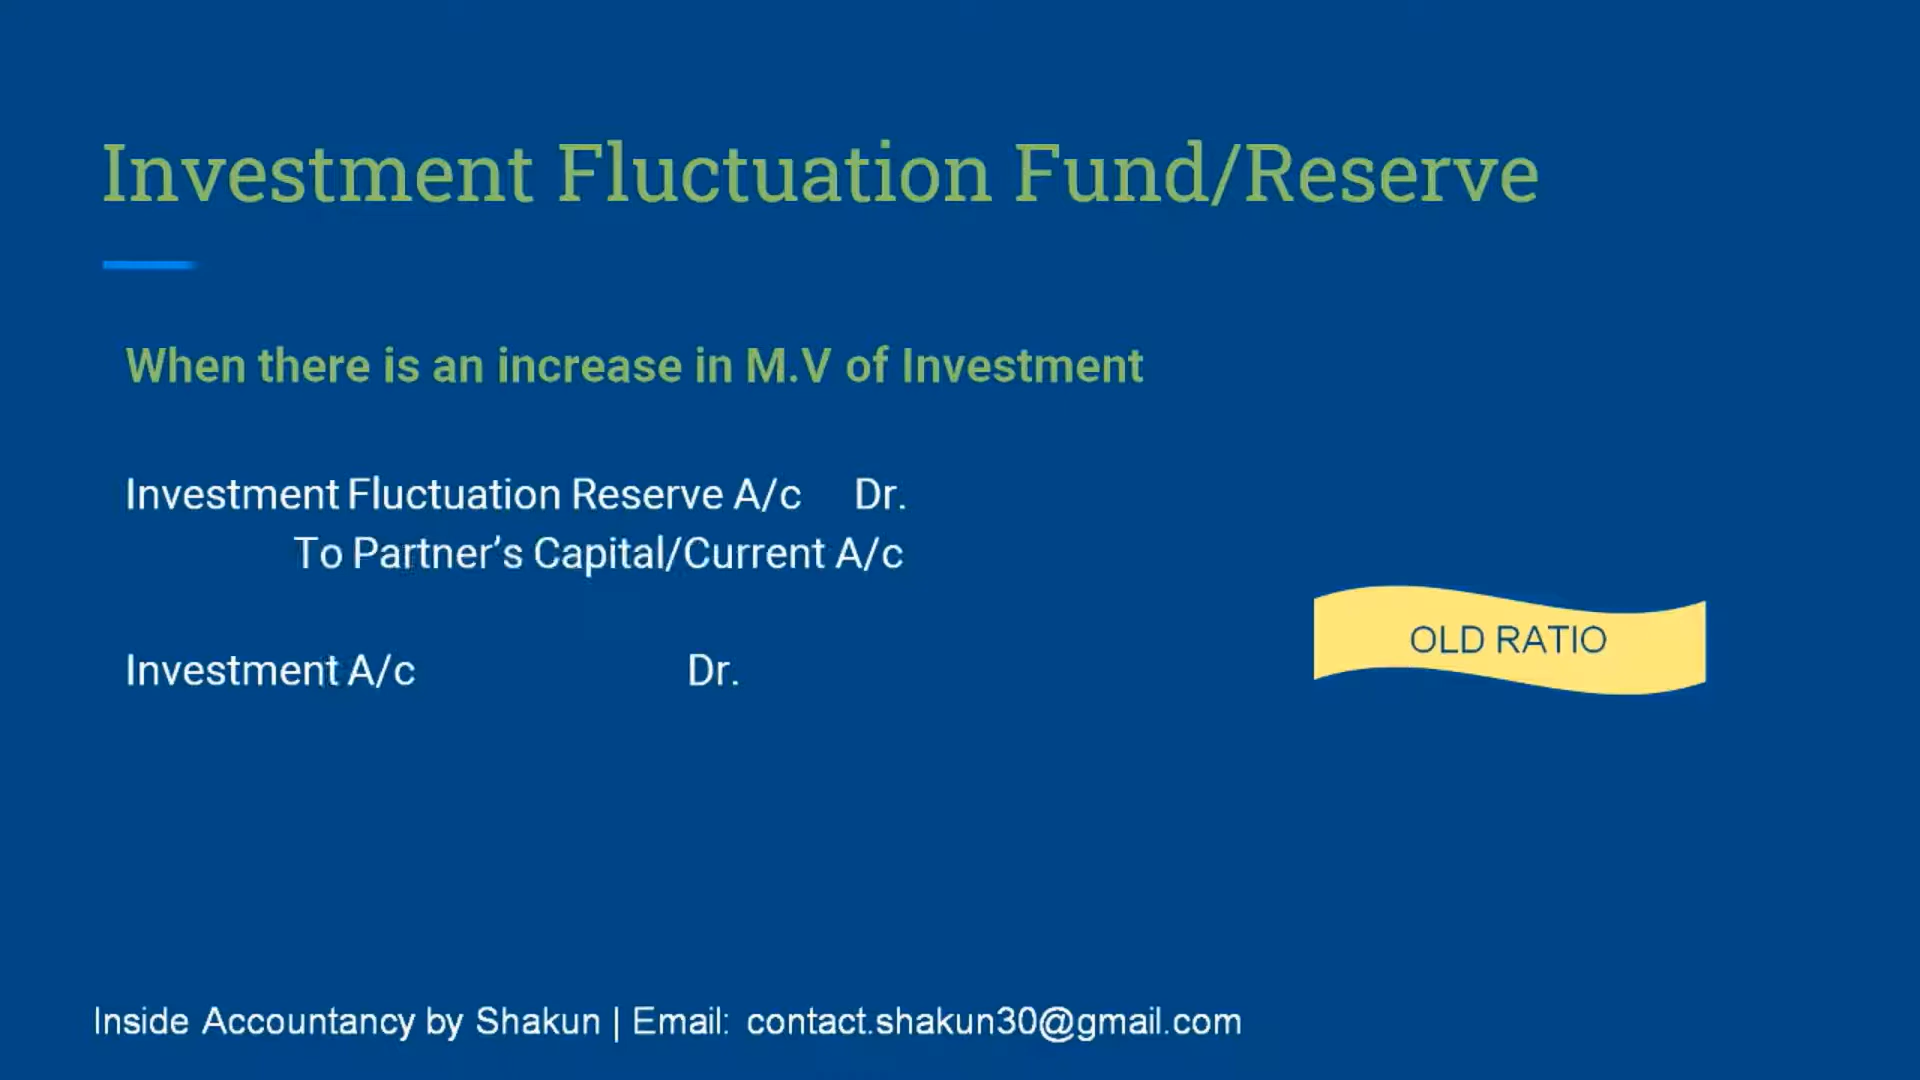 Investment Fluctuation Fund/Reserve
When there is an increase in M.V of Investment
Investment Fluctuation Reserve A/c Dr.
To Partner’s Capital/Current A/c
OLD RATIO
Investment A/c Dr.
Inside Accountancy by Shakun | Email: contact.shakun30@gmail.com